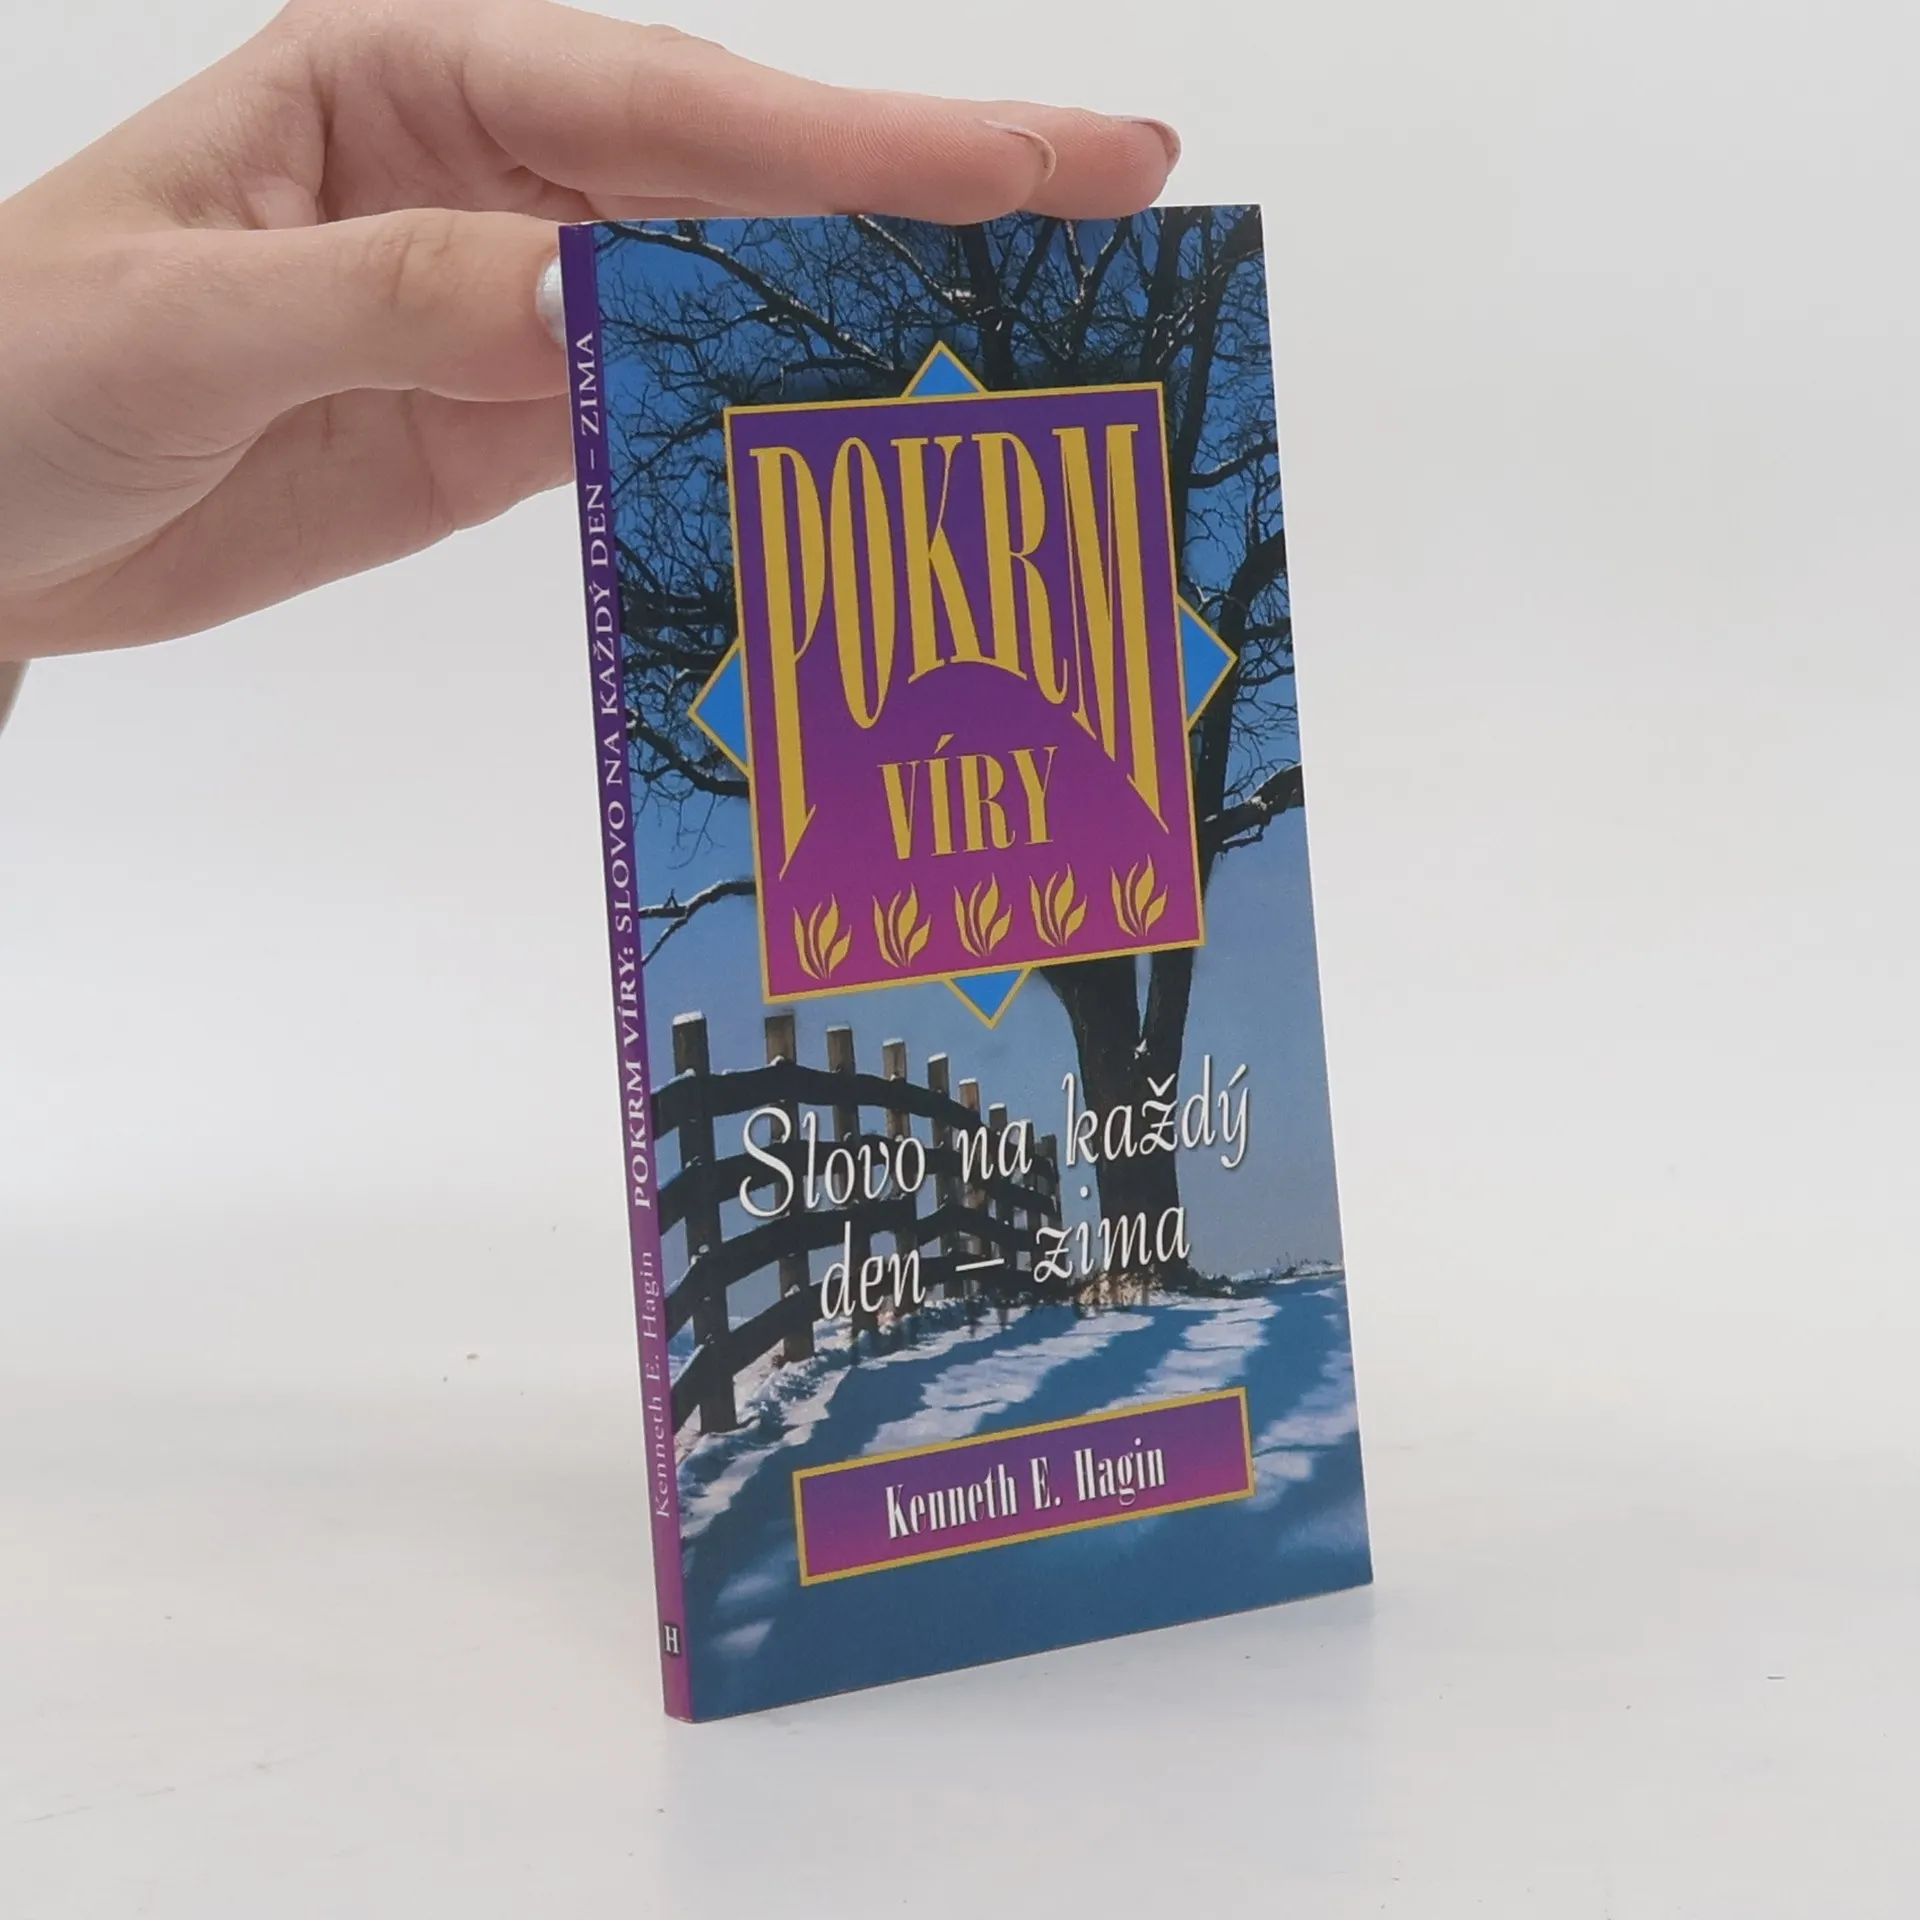 POKRM
VÍRY
Slovo na každý
den – zima
Kenneth E. Hagin
Kenneth E. Hagin POKRM VÍRY: SLOVO NA KAŽDÝ DEN – ZIMA
H